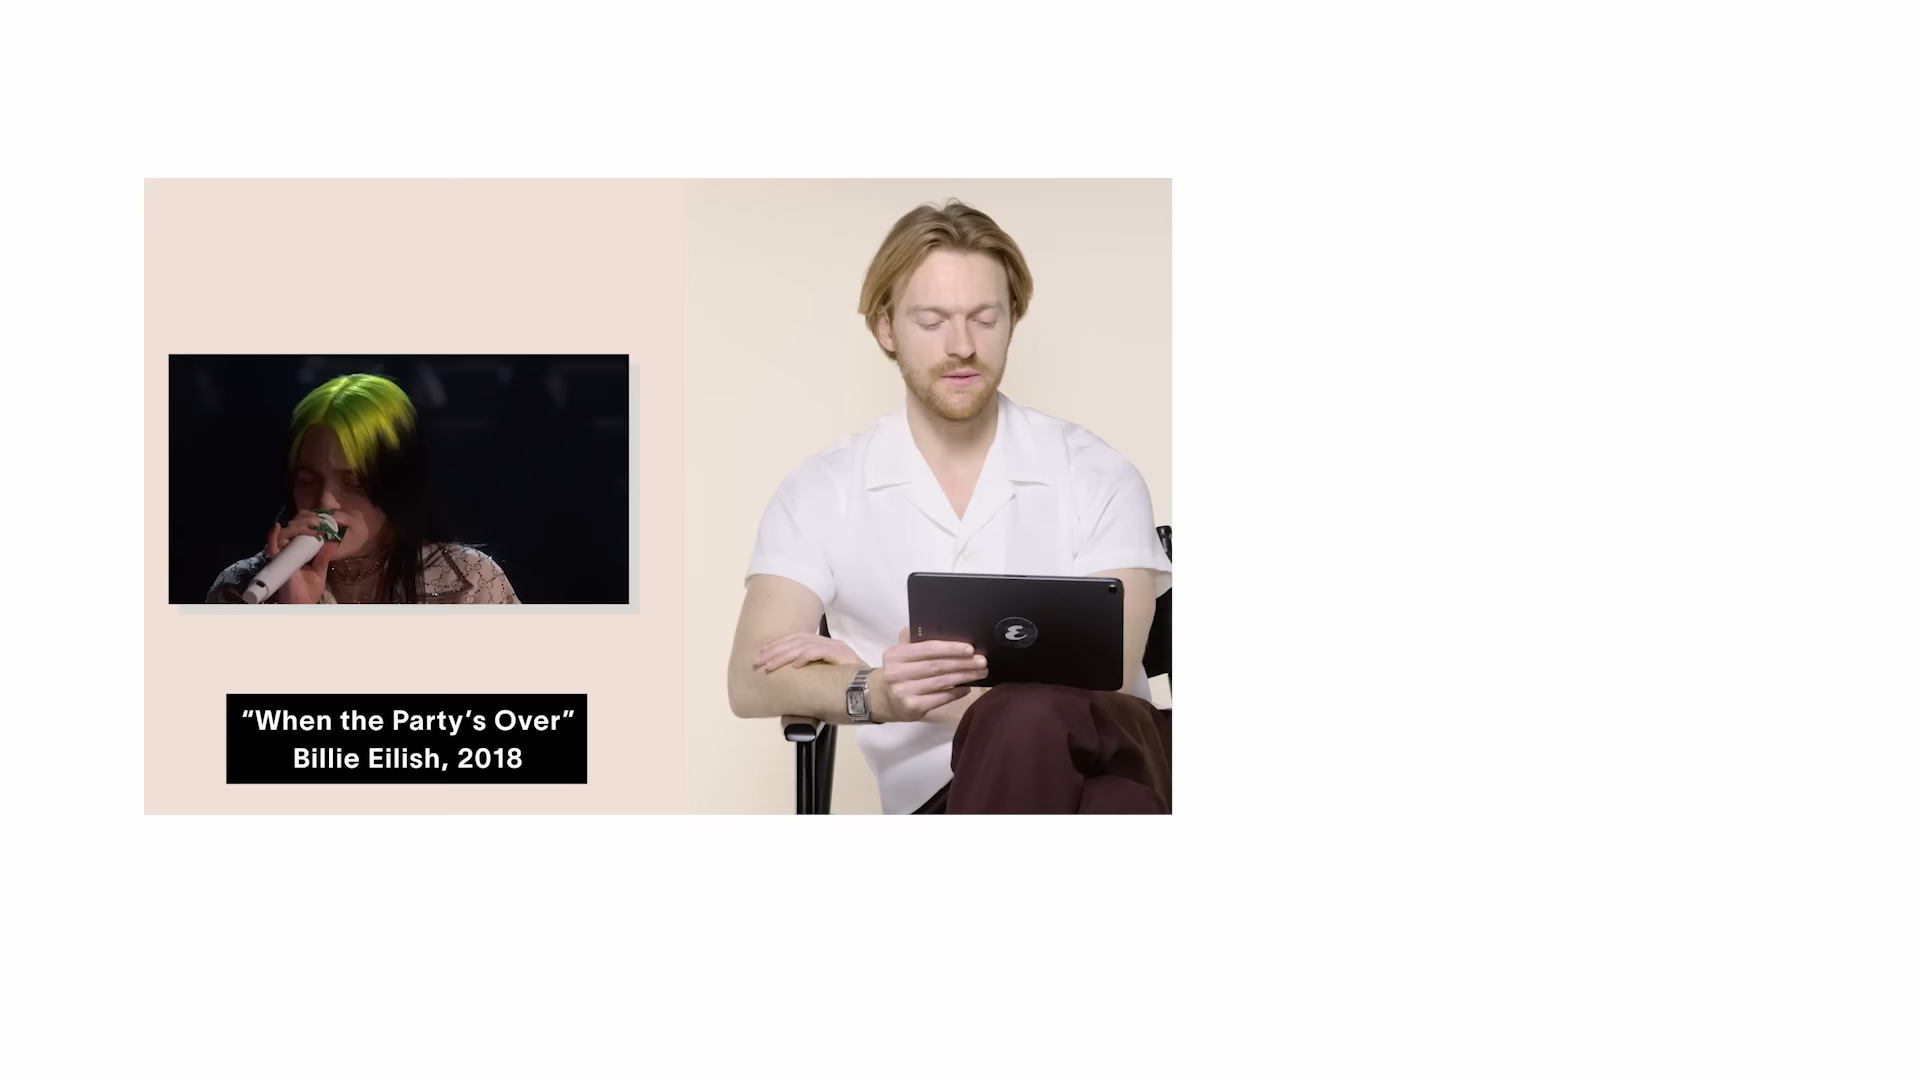 “When the Party’s Over”
Billie Eilish, 2018